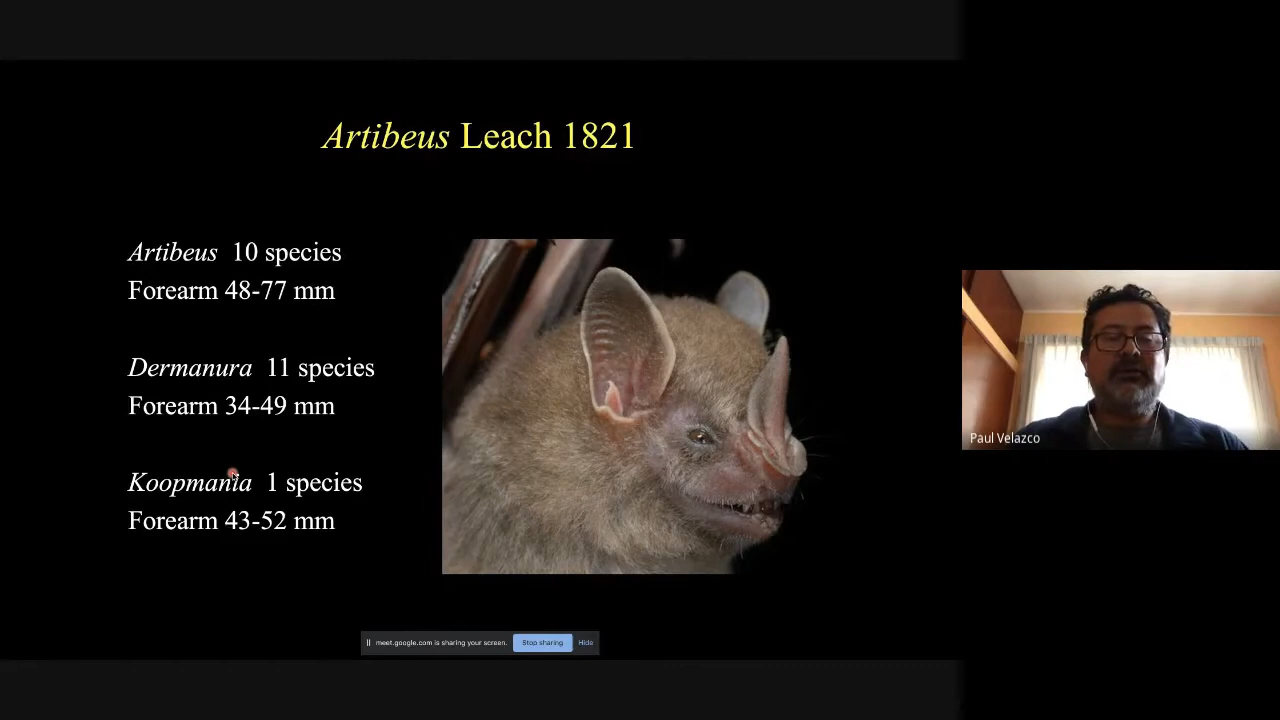 Artibeus Leach 1821
Artibeus 10 species
Forearm 48-77 mm
Dermanura 11 species
Forearm 34-49 mm
Koopmania 1 species
Forearm 43-52 mm
Paul Velazco
meet.google.com is sharing your screen. Stop sharing Hide